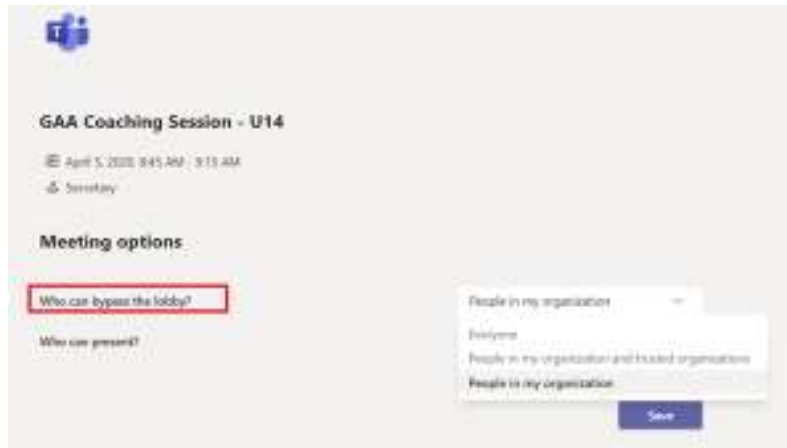 T
GAA Coaching Session - U14
April 5, 2020, 8:45 AM - 9:15 AM
Secretary
Meeting options
Who can bypass the lobby?
People in my organization
Everyone
People in my organization and trusted organizations
People in my organization
Who can present?
Save